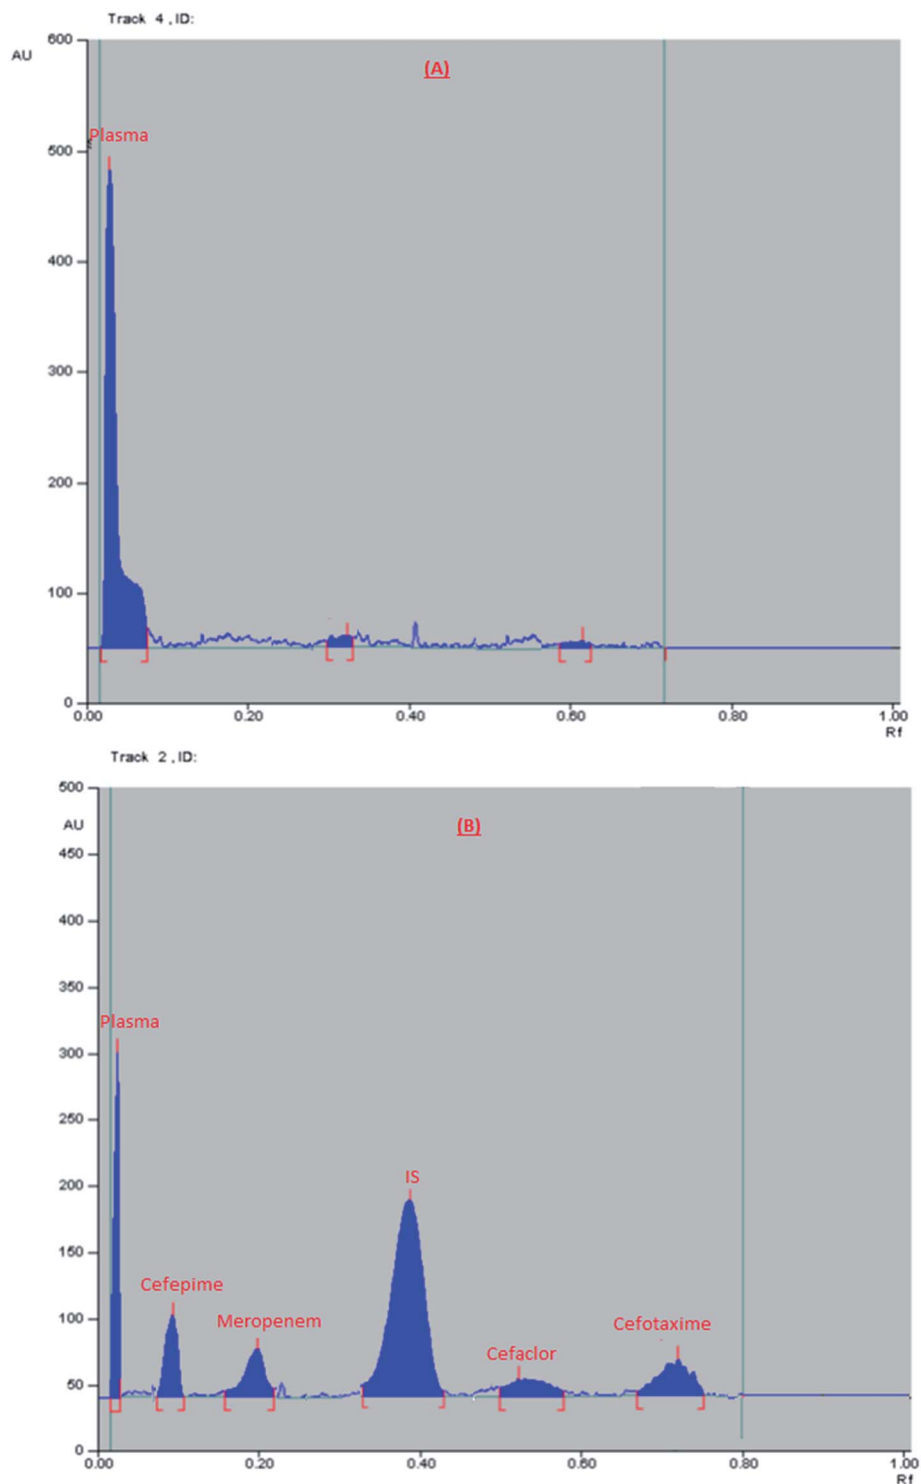 Track 4 , ID:
600
AU
(A)
Plasma
500
400
300
200
100
0
0.00 0.20 0.40 0.60 0.80 1.00
Rf
Track 2 , ID:
500
AU
(B)
450
400
350
Plasma
300
250
200
IS
150
Cefepime
Meropenem
100
Cefotaxime
Cefaclor
50
0
0.00 0.20 0.40 0.60 0.80 1.00
Rf